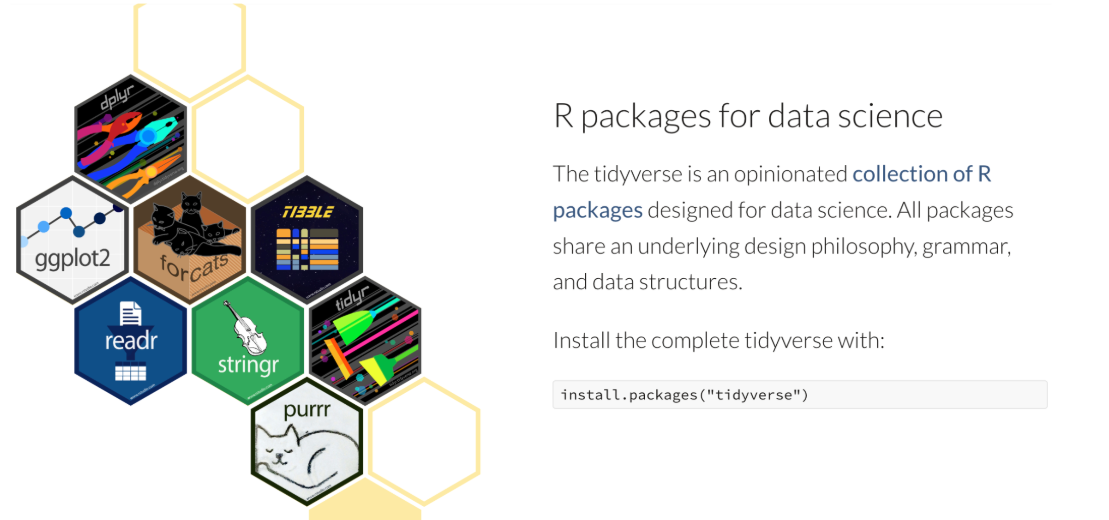 dplyr
ggplot2
forcats
TIBBLE
readr
stringr
tidyr
purrr
R packages for data science
The tidyverse is an opinionated collection of R
packages designed for data science. All packages
share an underlying design philosophy, grammar,
and data structures.
Install the complete tidyverse with:
install.packages("tidyverse")